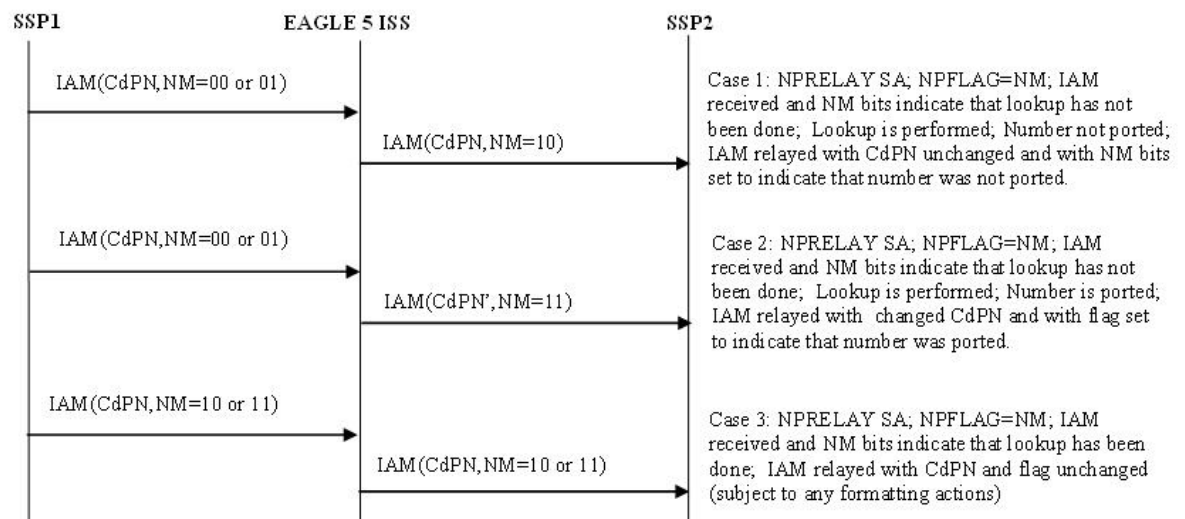 SSP1 EAGLE 5 ISS SSP2
IAM(CdPN,NM=00 or 01)
IAM(CdPN,NM=10)
Case 1: NPRELAY SA; NPFLAG=NM; IAM
received and NM bits indicate that lookup has not
been done; Lookup is performed; Number not ported;
IAM relayed with CdPN unchanged and with NM bits
set to indicate that number was not ported.
IAM(CdPN,NM=00 or 01)
IAM(CdPN',NM=11)
Case 2: NPRELAY SA; NPFLAG=NM; IAM
received and NM bits indicate that lookup has not
been done; Lookup is performed; Number is ported;
IAM relayed with changed CdPN and with flag set
to indicate that number was ported.
IAM(CdPN,NM=10 or 11)
IAM(CdPN,NM=10 or 11)
Case 3: NPRELAY SA; NPFLAG=NM; IAM
received and NM bits indicate that lookup has been
done; IAM relayed with CdPN and flag unchanged
(subject to any formatting actions)